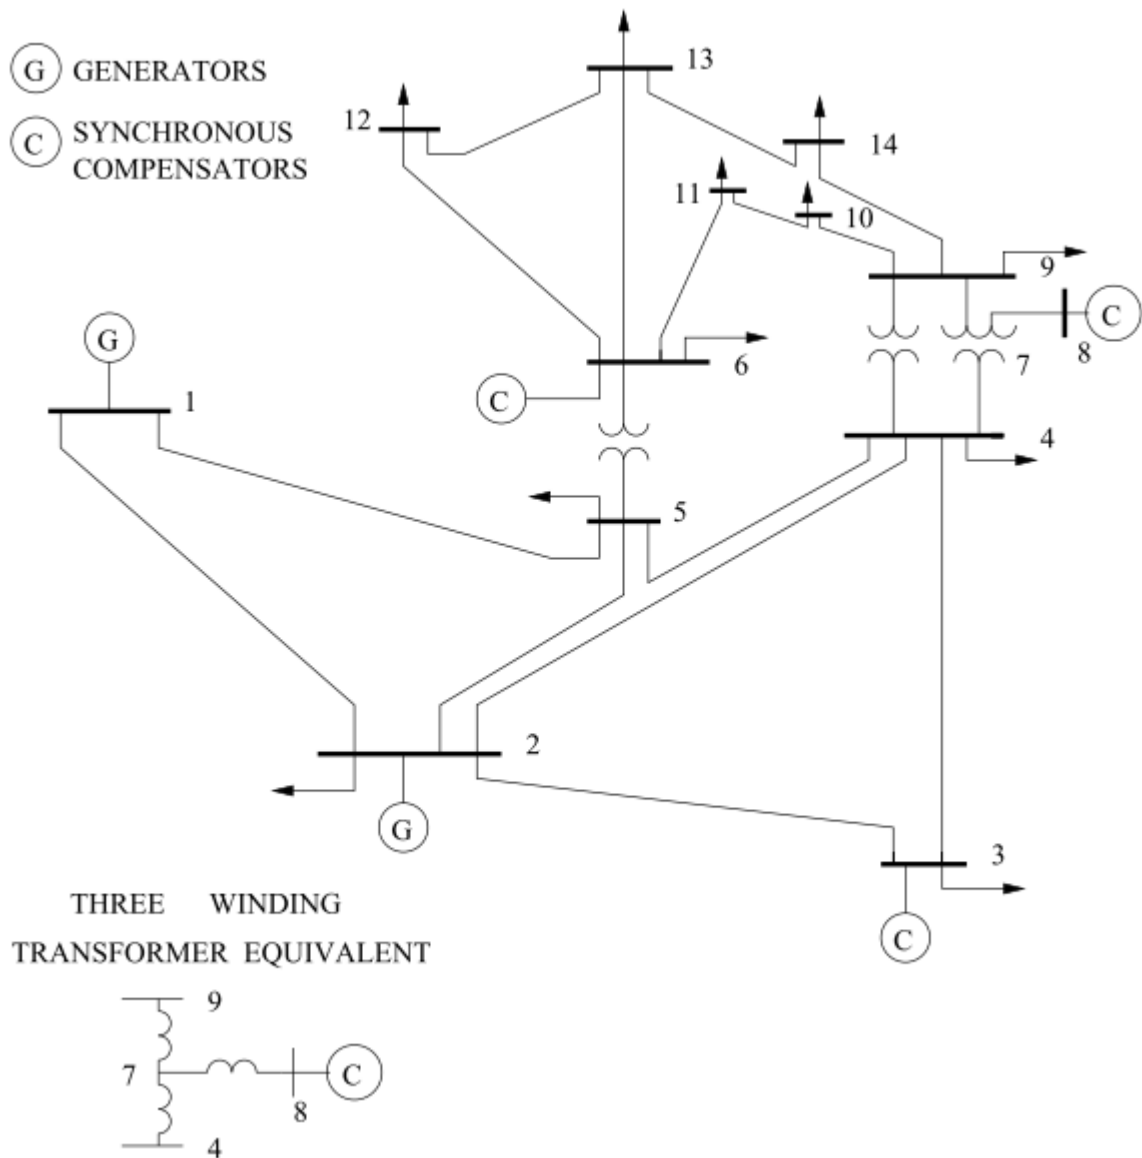 G GENERATORS
C SYNCHRONOUS
COMPENSATORS
13
12
14
11
10
9
C
8
7
6
G
C
1
4
5
2
G
3
C
THREE WINDING
TRANSFORMER EQUIVALENT
9
7
C
8
4